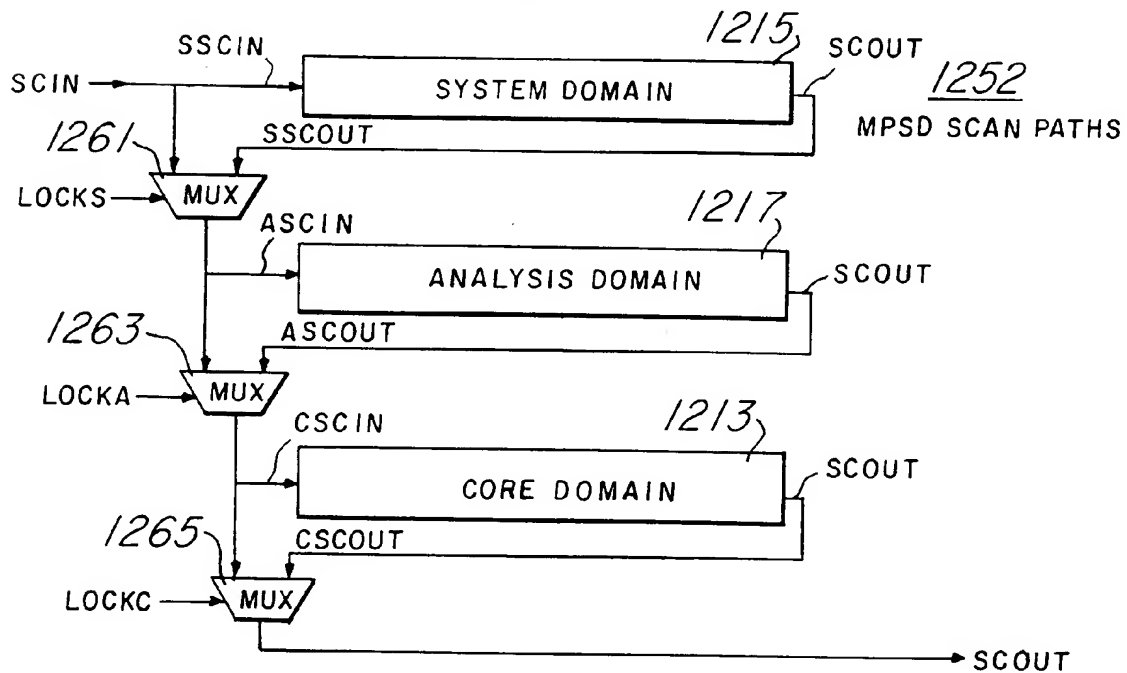 1215
SSCIN
SCOUT
SCIN
SYSTEM DOMAIN
1252
MPSD SCAN PATHS
1261
SSCOUT
LOCKS
MUX
1217
ASCIN
ANALYSIS DOMAIN
SCOUT
1263
ASCOUT
LOCKA
MUX
1213
CSCIN
SCOUT
CORE DOMAIN
1265
CSCOUT
LOCKC
MUX
SCOUT